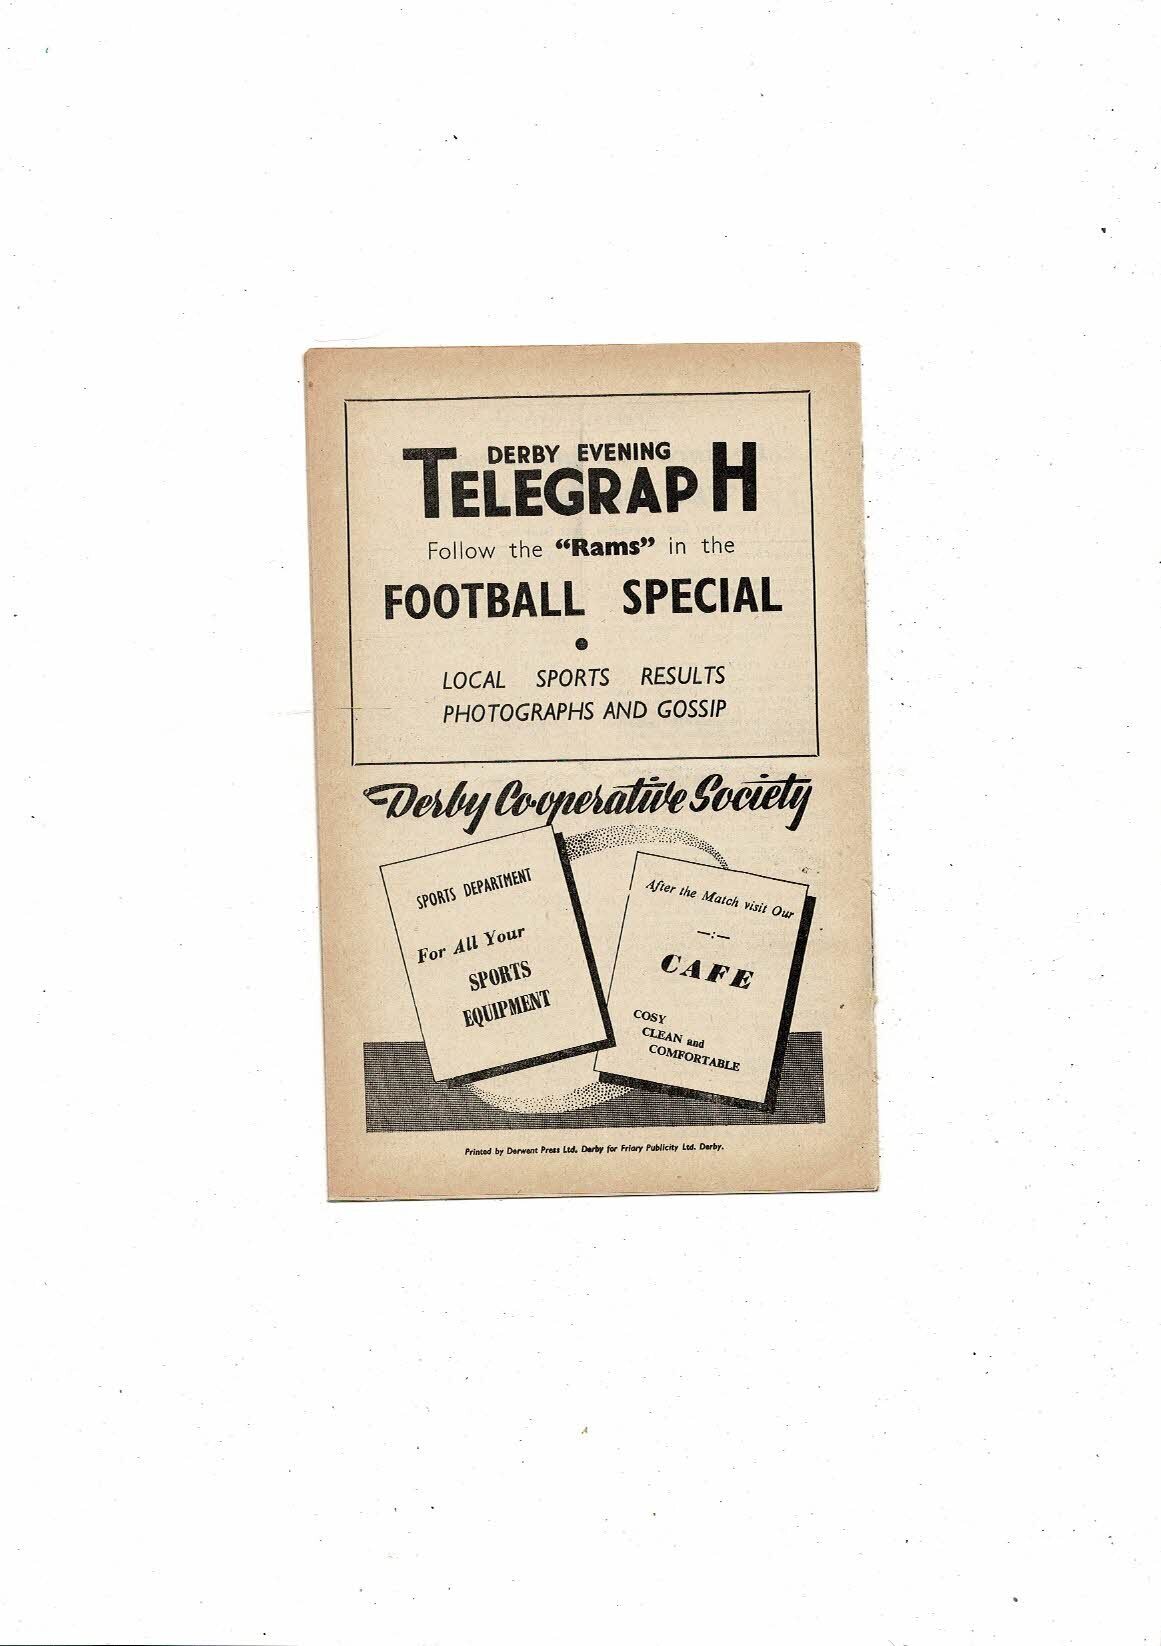 DERBY EVENING
TELEGRAPH
Follow the “Rams” in the
FOOTBALL SPECIAL
LOCAL SPORTS RESULTS
PHOTOGRAPHS AND GOSSIP
Derby Co-operative Society
SPORTS DEPARTMENT
For All Your
SPORTS
EQUIPMENT
After the Match visit Our
—:—
CAFE
COSY
CLEAN and
COMFORTABLE
Printed by Derwent Press Ltd. Derby for Friary Publicity Ltd. Derby.